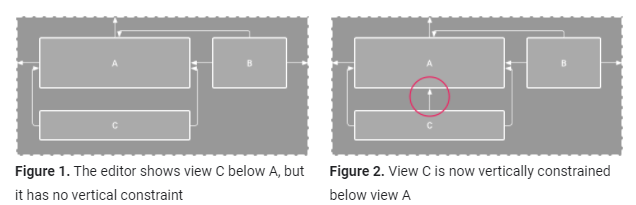 A
B
C
A
B
C
Figure 1. The editor shows view C below A, but
it has no vertical constraint
Figure 2. View C is now vertically constrained
below view A